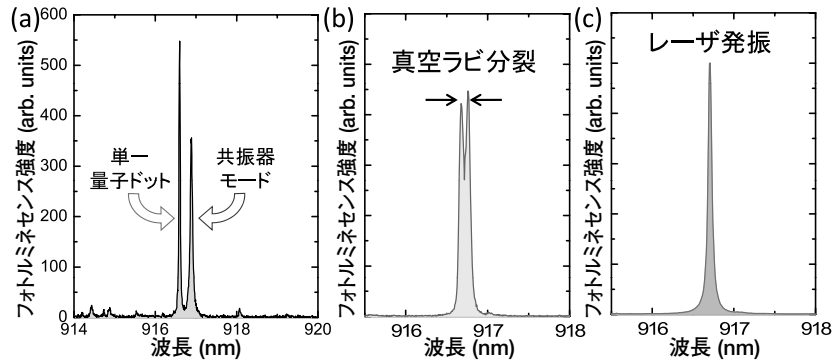 (a)
フォトルミネセンス強度 (arb. units)
600
500
400
300
200
100
0
単一
量子ドット
共振器
モード
914
916
918
920
波長 (nm)
(b)
フォトルミネセンス強度 (arb. units)
真空ラビ分裂
916
917
918
波長 (nm)
(c)
フォトルミネセンス強度 (arb. units)
レーザ発振
916
917
918
波長 (nm)